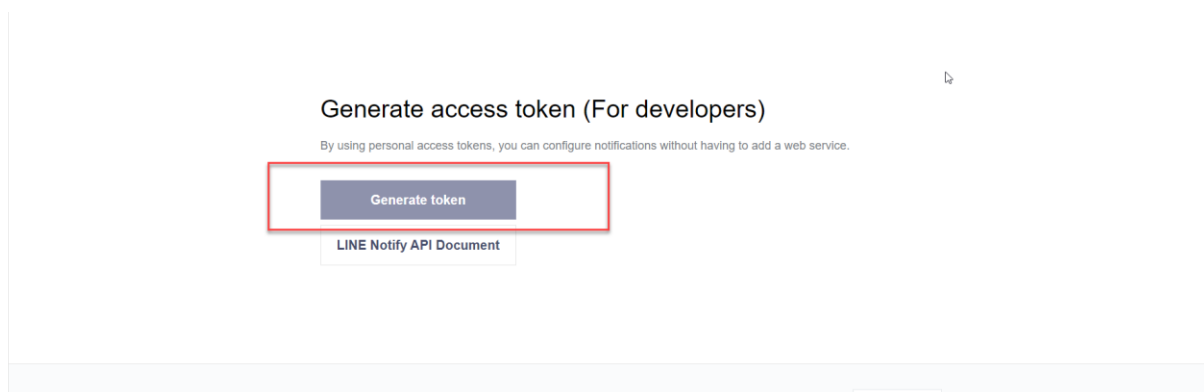 Generate access token (For developers)
By using personal access tokens, you can configure notifications without having to add a web service.
Generate token
LINE Notify API Document